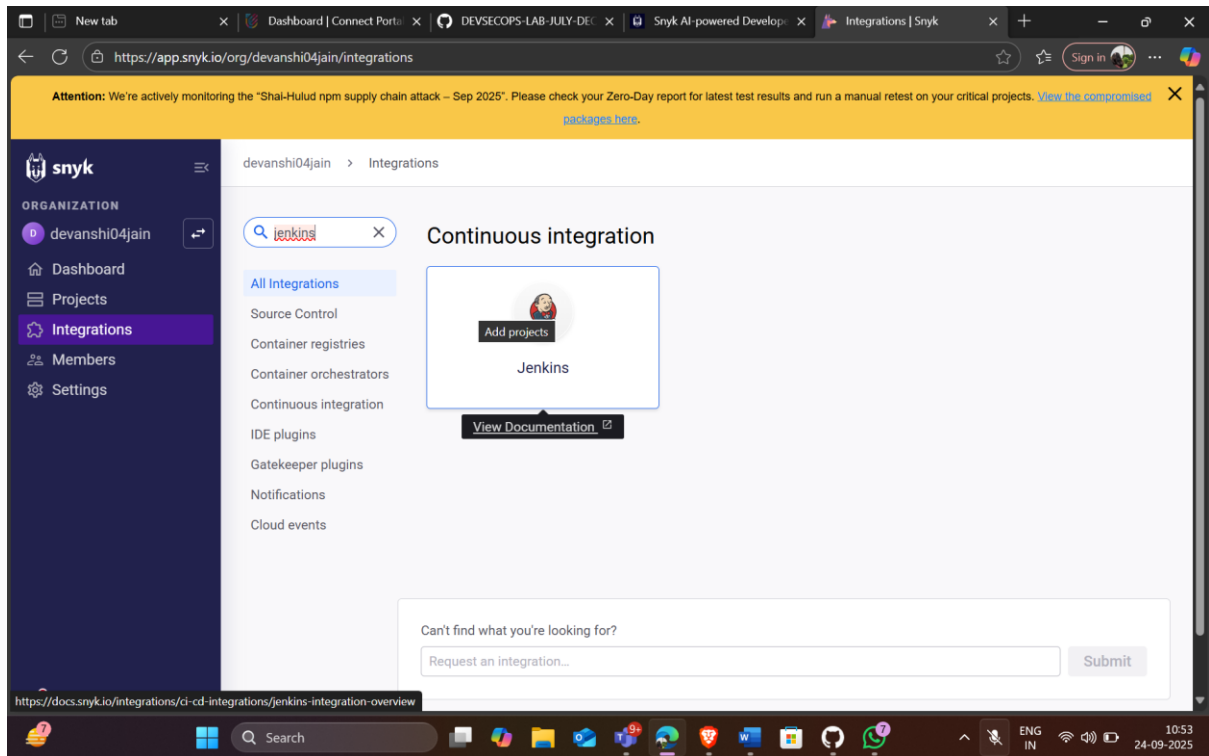 New tab
Dashboard | Connect Portal
DEVSECOPS-LAB-JULY-DEC
Snyk AI-powered Develope
Integrations | Snyk
https://app.snyk.io/org/devanshi04jain/integrations
Sign in
Attention: We're actively monitoring the "Shai-Hulud npm supply chain attack – Sep 2025". Please check your Zero-Day report for latest test results and run a manual retest on your critical projects. View the compromised
packages here.
snyk
devanshi04jain > Integrations
ORGANIZATION
D devanshi04jain
Dashboard
Projects
Integrations
Members
Settings
jenkins
All Integrations
Source Control
Container registries
Container orchestrators
Continuous integration
IDE plugins
Gatekeeper plugins
Notifications
Cloud events
Continuous integration
Add projects
Jenkins
View Documentation
Can't find what you're looking for?
Request an integration...
Submit
https://docs.snyk.io/integrations/ci-cd-integrations/jenkins-integration-overview
7
Search
9+
9
ENG
IN
10:53
24-09-2025